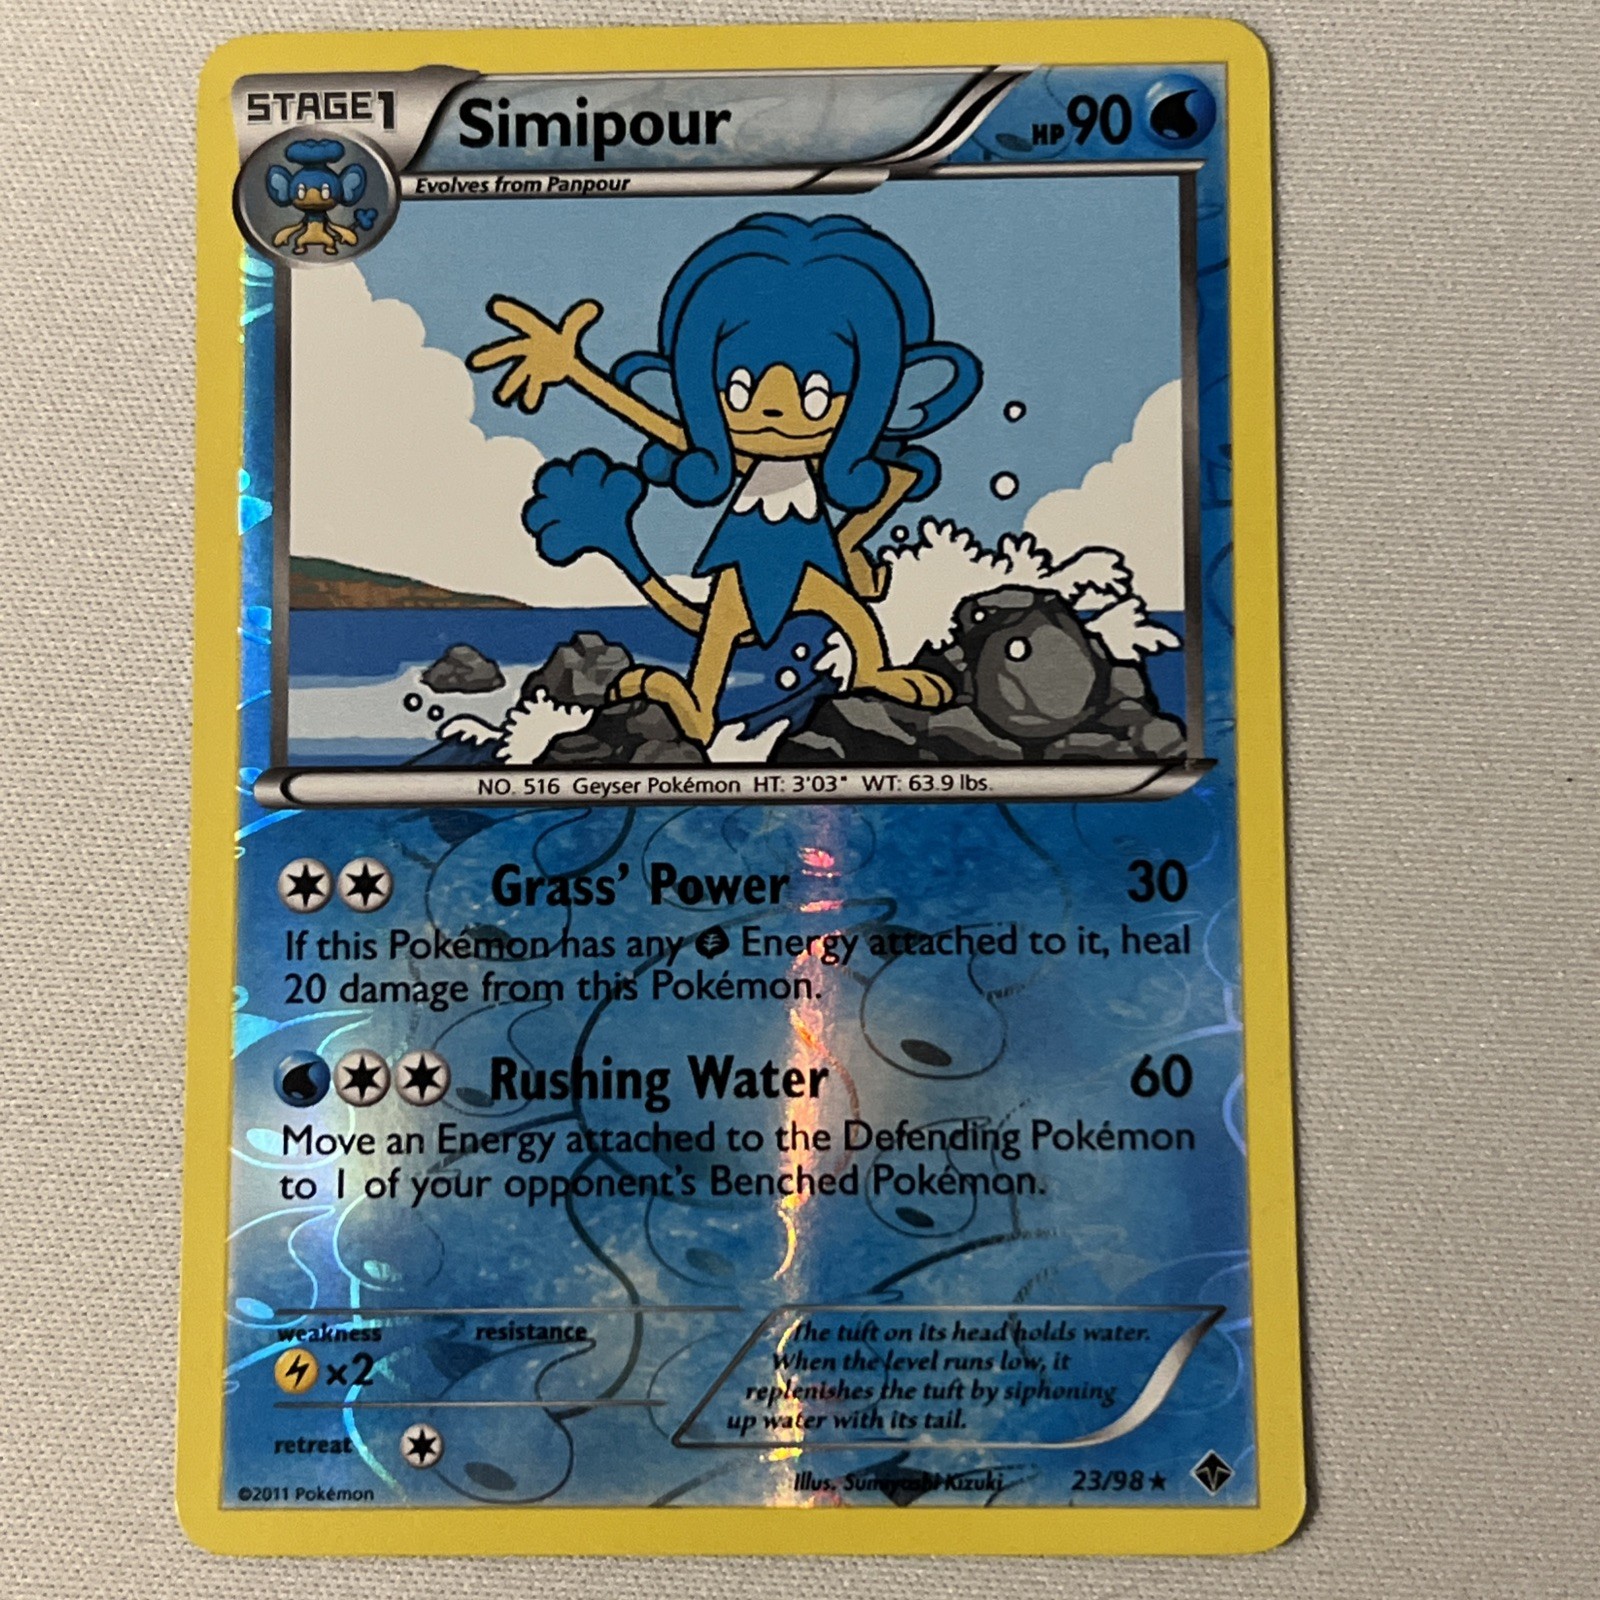 STAGE1
Simipour
HP90
Evolves from Panpour
NO. 516 Geyser Pokémon HT: 3'03" WT: 63.9 lbs.
Grass' Power 30
If this Pokémon has any Energy attached to it, heal
20 damage from this Pokémon.
Rushing Water 60
Move an Energy attached to the Defending Pokémon
to 1 of your opponent's Benched Pokémon.
weakness resistance
×2
The tuft on its head holds water.
When the level runs low, it
replenishes the tuft by siphoning
up water with its tail.
retreat
Illus. Sumiyoshi Kizuki 23/98
©2011 Pokémon